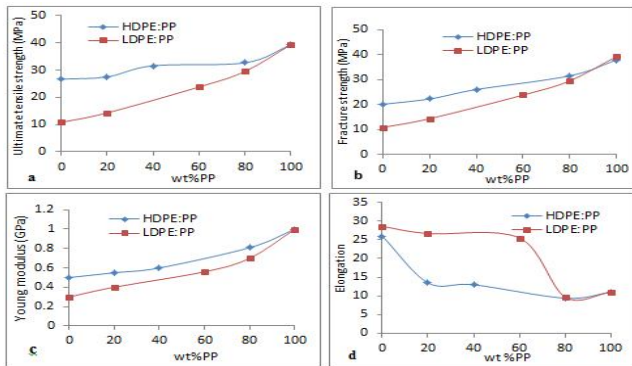 50
40
30
20
10
0
Ultimate tensile strength (MPa)
HDPE:PP
LDPE:PP
0 20 40 60 80 100
wt%PP
a
50
40
30
20
10
0
Fracture strength (MPa)
HDPE:PP
LDPE:PP
0 20 40 60 80 100
wt%PP
b
1.2
1
0.8
0.6
0.4
0.2
0
Young modulus (GPa)
HDPE:PP
LDPE:PP
0 20 40 60 80 100
wt%PP
c
35
30
25
20
15
10
5
0
Elongation
HDPE:PP
LDPE:PP
0 20 40 60 80 100
wt %PP
d